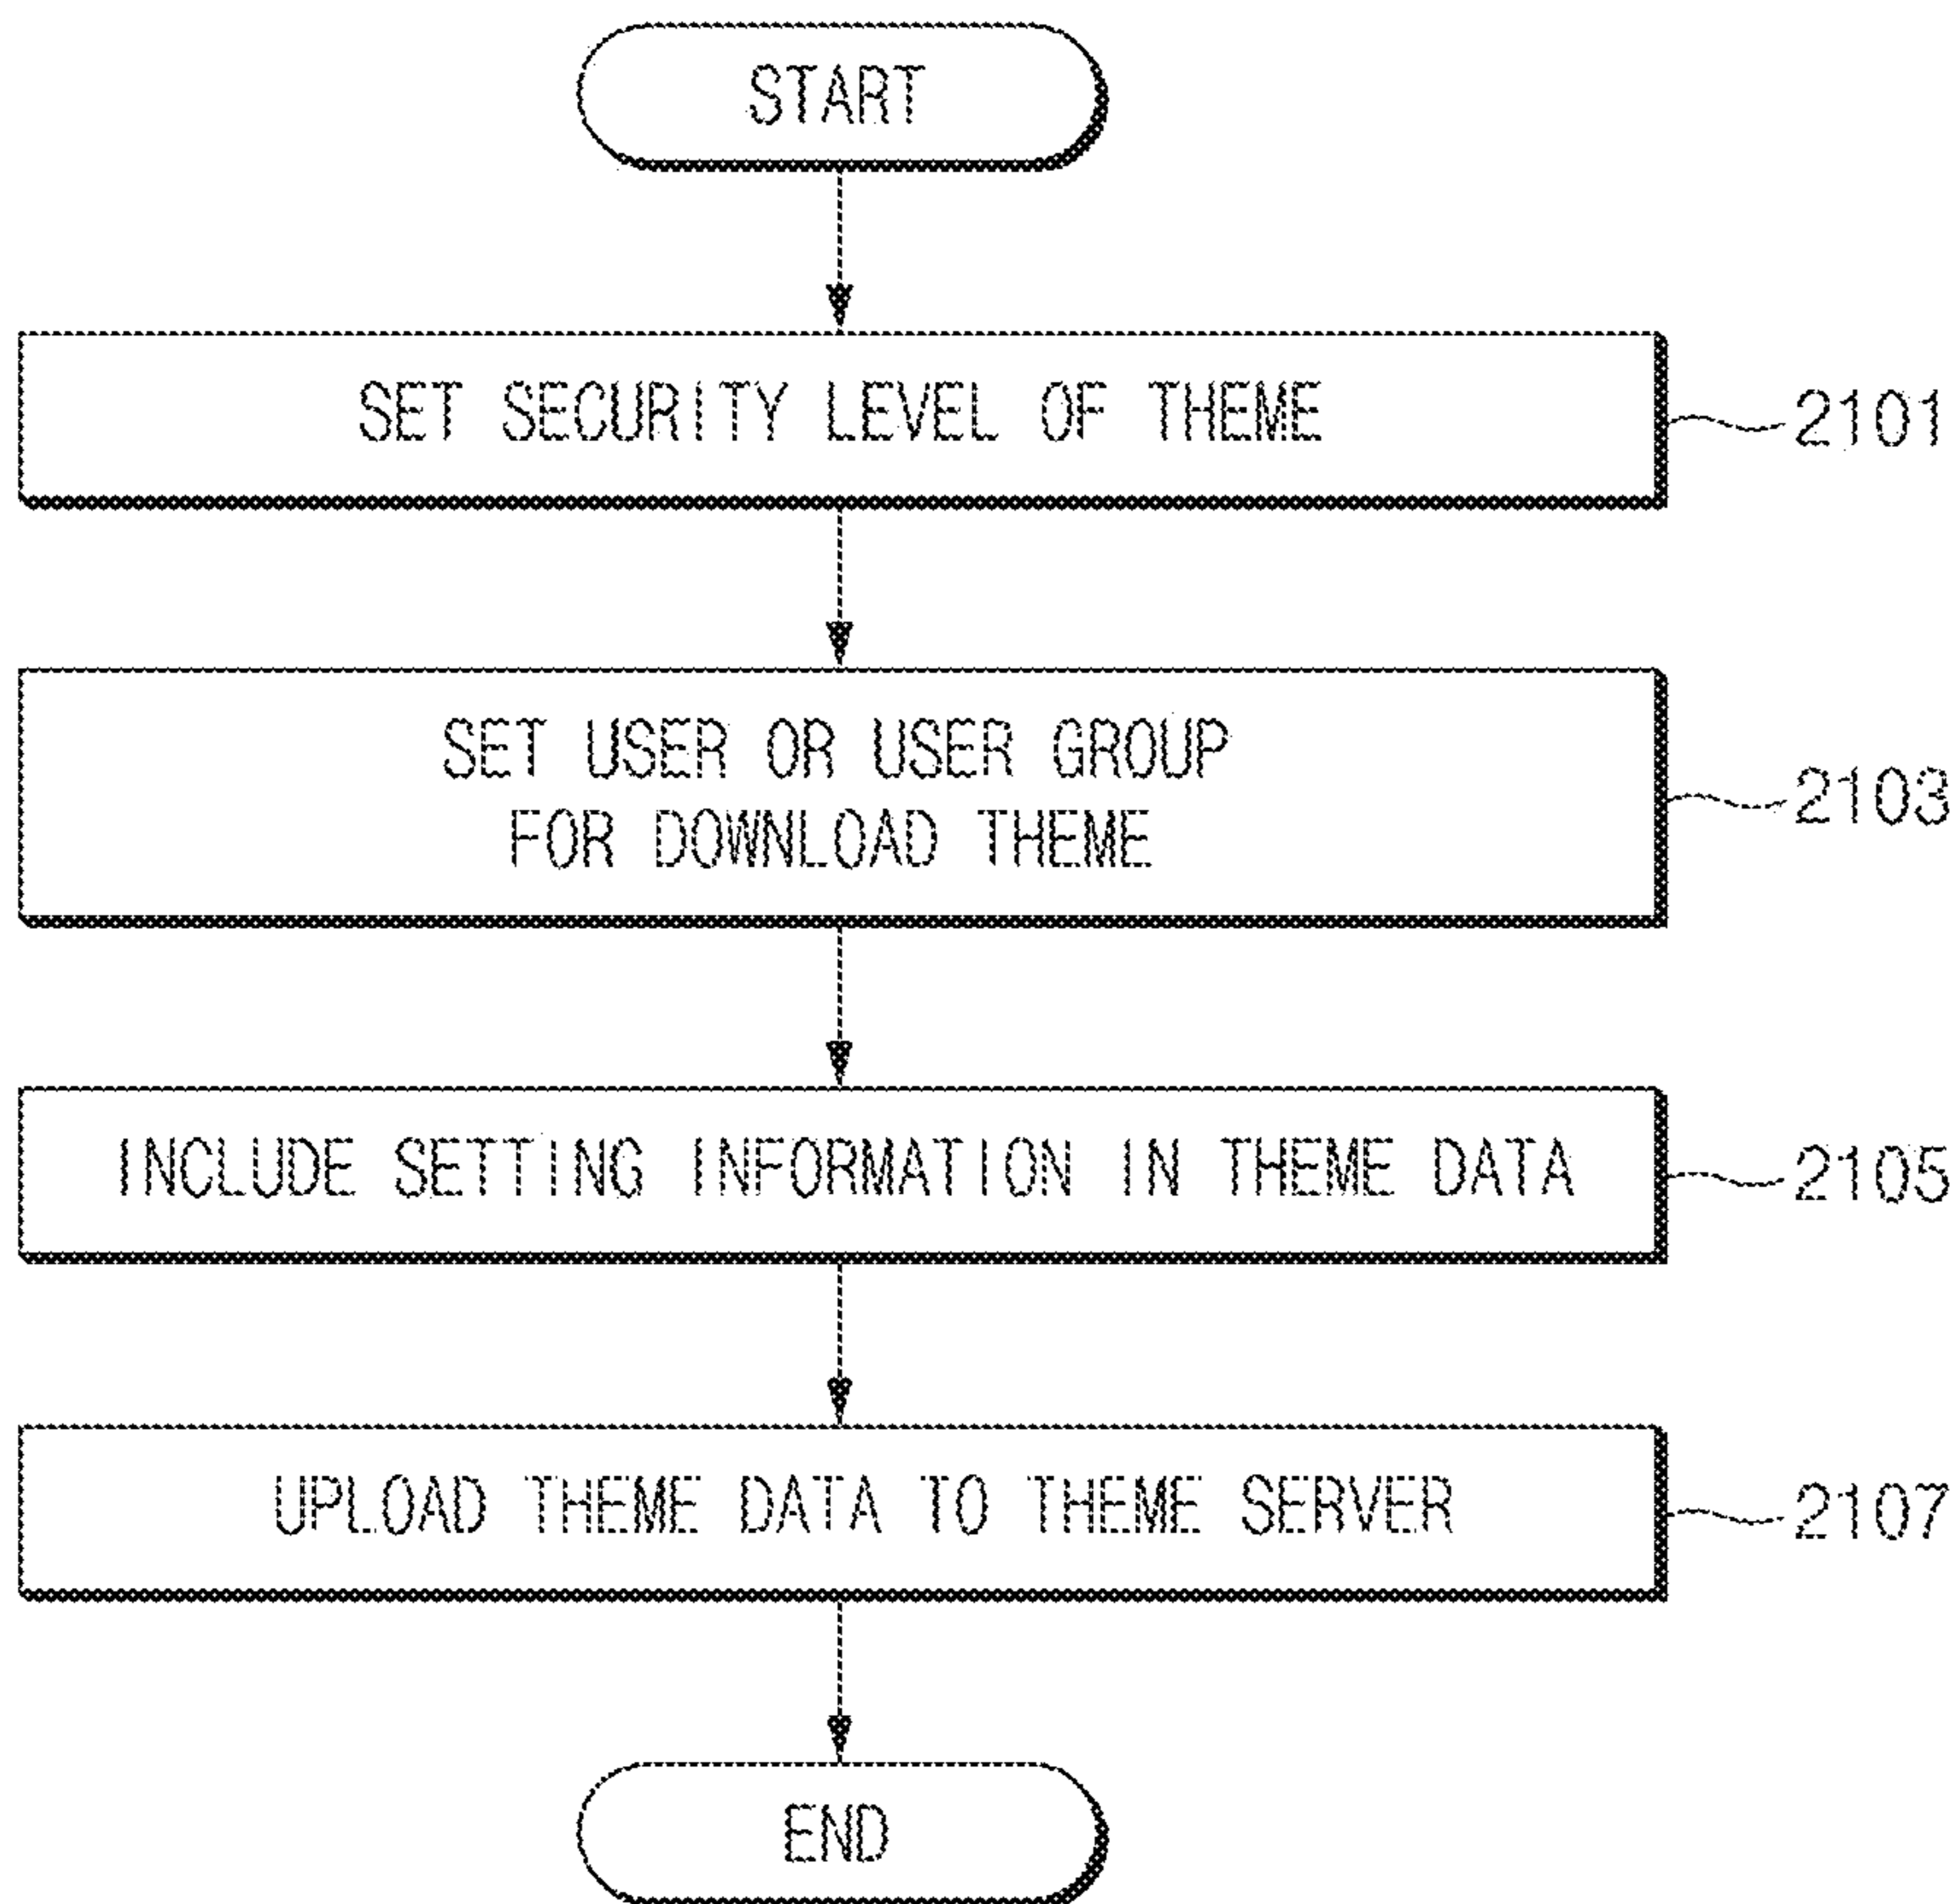 START
SET SECURITY LEVEL OF THEME
2101
SET USER OR USER GROUP
FOR DOWNLOAD THEME
2103
INCLUDE SETTING INFORMATION IN THEME DATA
2105
UPLOAD THEME DATA TO THEME SERVER
2107
END